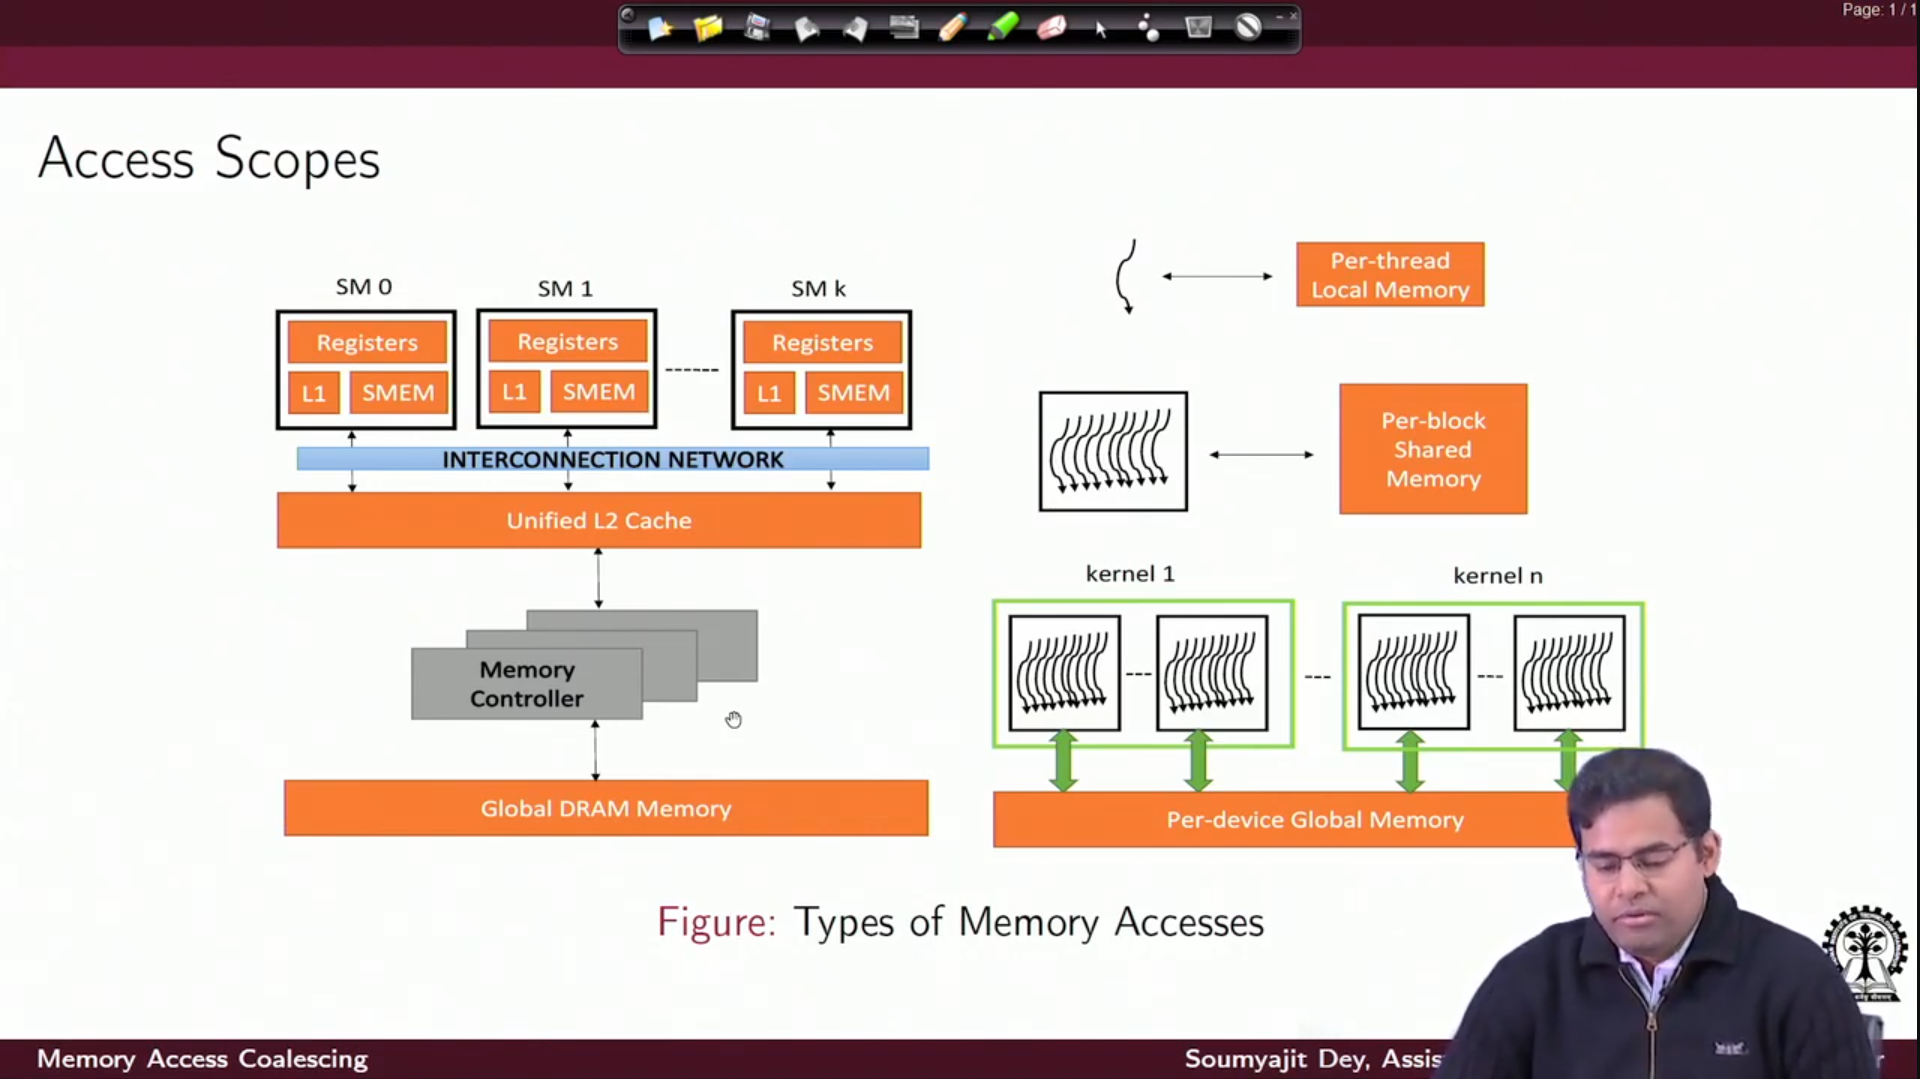 Page: 1 / 1
Access Scopes
SM 0
SM 1
SM k
Registers
L1
SMEM
Registers
L1
SMEM
Registers
L1
SMEM
INTERCONNECTION NETWORK
Unified L2 Cache
Memory
Controller
Global DRAM Memory
Per-thread
Local Memory
Per-block
Shared
Memory
kernel 1
kernel n
Per-device Global Memory
Figure: Types of Memory Accesses
Memory Access Coalescing
Soumyajit Dey, Assis